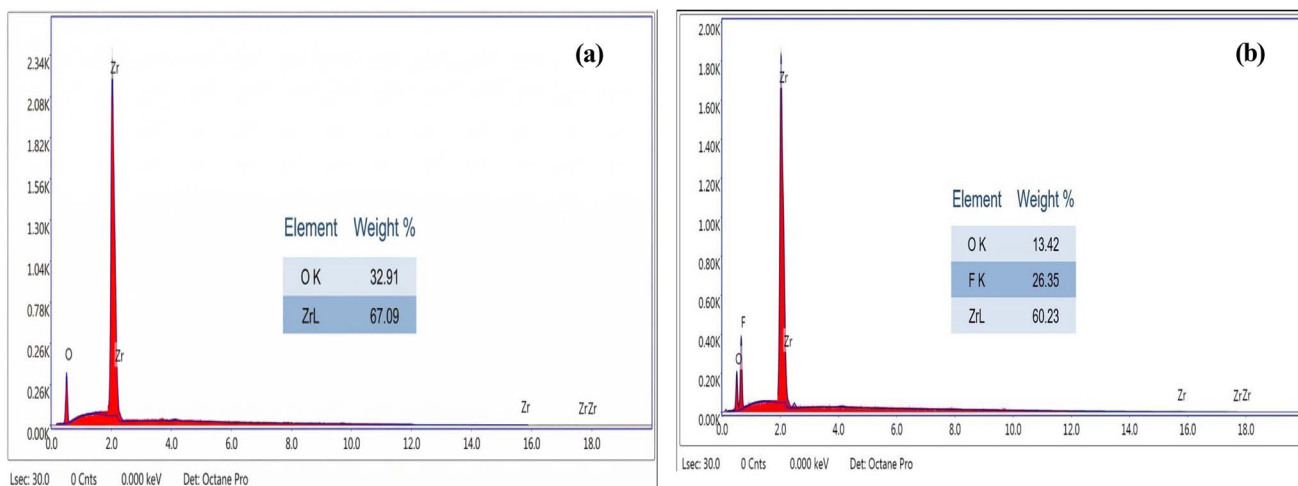 (a)
2.34K
2.08K
1.82K
1.56K
1.30K
1.04K
0.78K
0.26K
0.26K
0.00K
Zr
O
Zr
Zr
ZrZr
Element Weight %
O K 32.91
ZrL 67.09
0.0 2.0 4.0 6.0 8.0 10.0 12.0 14.0 16.0 18.0
Lsec: 30.0 0 Cnts 0.000 keV Det: Octane Pro
(b)
2.00K
1.80K
1.60K
1.40K
1.20K
1.00K
0.80K
0.60K
0.40K
0.20K
0.00K
Zr
F
O
Zr
Zr
ZrZr
Element Weight %
O K 13.42
F K 26.35
ZrL 60.23
0.0 2.0 4.0 6.0 8.0 10.0 12.0 14.0 16.0 18.0
Lsec: 30.0 0 Cnts 0.000 keV Det: Octane Pro